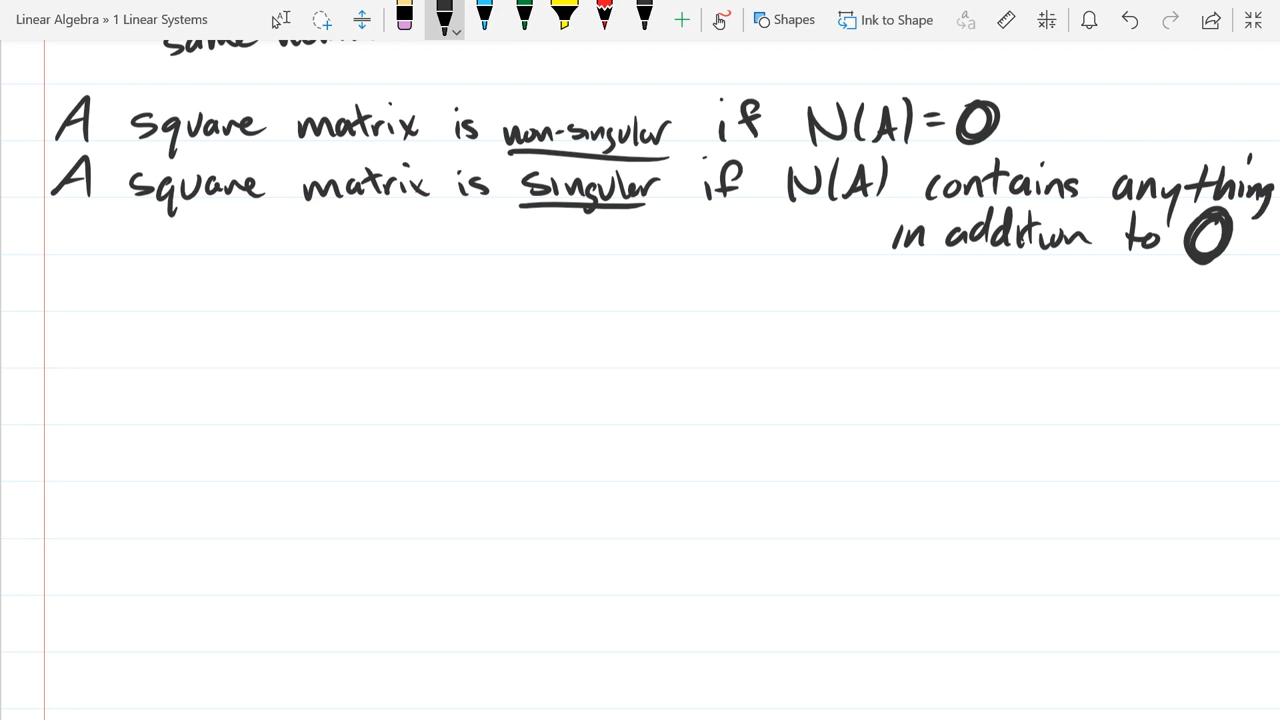 Linear Algebra » 1 Linear Systems
Shapes
Ink to Shape
same
A square matrix is non-singular if N(A) = 0
A square matrix is singular if N(A) contains anything
in addition to 0